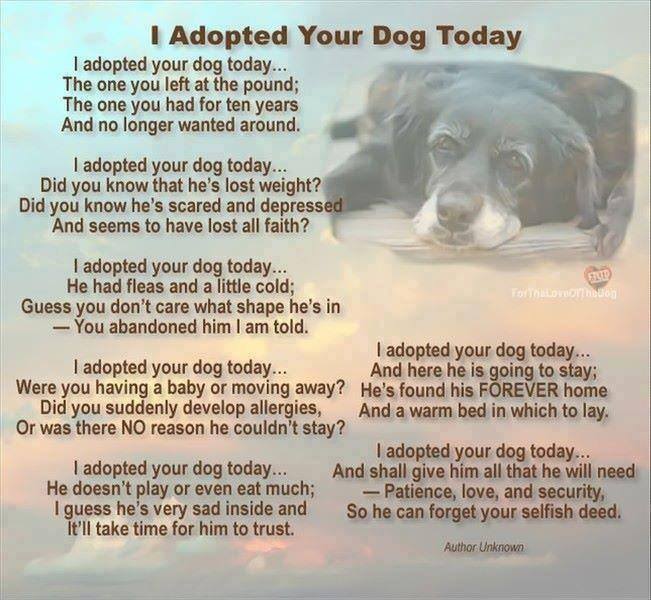 I Adopted Your Dog Today
I adopted your dog today...
The one you left at the pound;
The one you had for ten years
And no longer wanted around.
I adopted your dog today...
Did you know that he's lost weight?
Did you know he's scared and depressed
And seems to have lost all faith?
I adopted your dog today...
He had fleas and a little cold;
Guess you don't care what shape he's in
— You abandoned him I am told.
I adopted your dog today...
Were you having a baby or moving away?
Did you suddenly develop allergies,
Or was there NO reason he couldn't stay?
I adopted your dog today...
He doesn't play or even eat much;
I guess he's very sad inside and
It'll take time for him to trust.
I adopted your dog today...
And here he is going to stay;
He's found his FOREVER home
And a warm bed in which to lay.
I adopted your dog today...
And shall give him all that he will need
— Patience, love, and security,
So he can forget your selfish deed.
Author Unknown
FTLTD
ForTheLoveOfTheDog